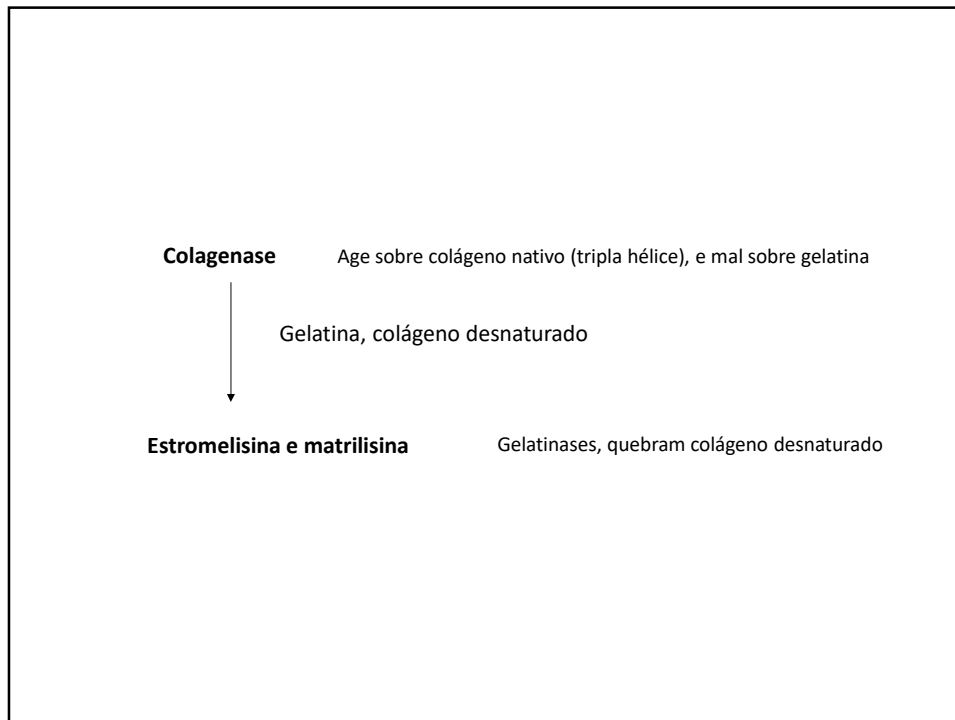 Colagenase Age sobre colágeno nativo (tripla hélice), e mal sobre gelatina
Gelatina, colágeno desnaturado
Estromelisina e matrilisina Gelatinases, quebram colágeno desnaturado